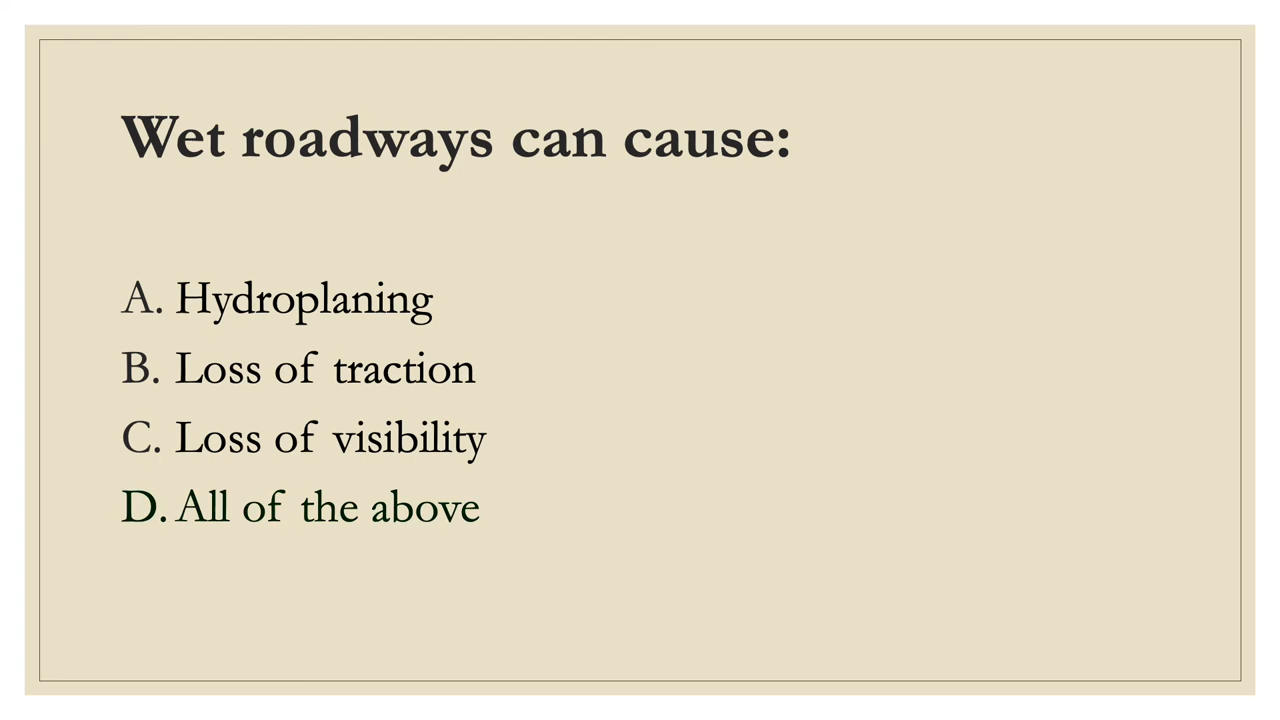 Wet roadways can cause:
A. Hydroplaning
B. Loss of traction
C. Loss of visibility
D. All of the above